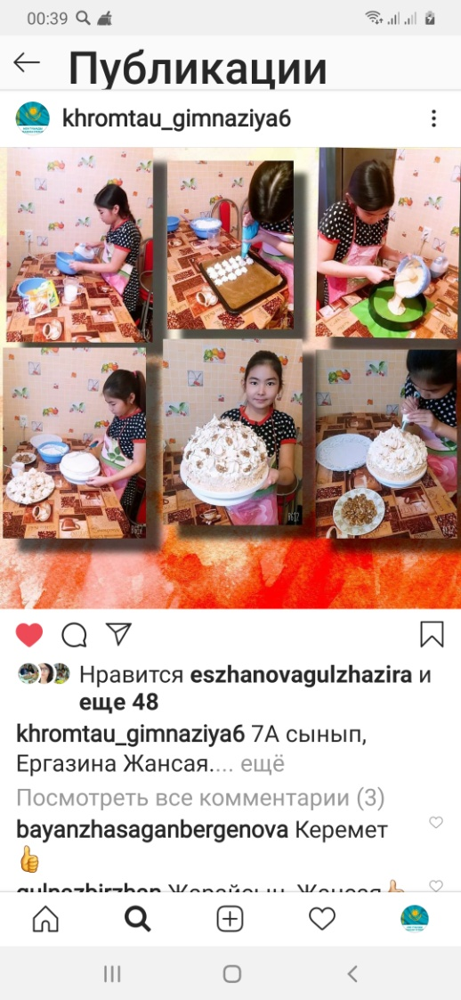 00:39
Публикации
khromtau_gimnaziya6
Нравится eszhanovagulzhazira и
еще 48
khromtau_gimnaziya6 7А сынып,
Ергазина Жансая.... ещё
Посмотреть все комментарии (3)
bayanzhasaganbergenova Керемет
👍
gulnazbirzhan Жарайсың Жансая👍